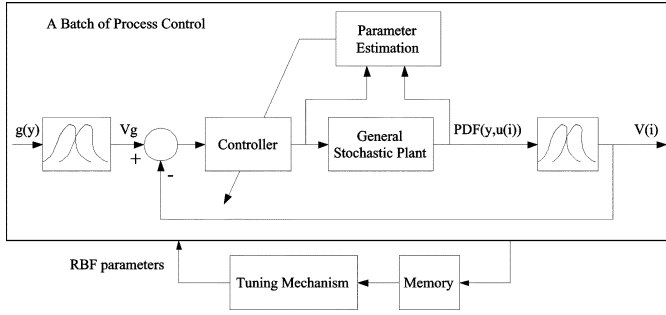 A Batch of Process Control
Parameter
Estimation
g(y)
Vg
+
-
Controller
General
Stochastic Plant
PDF(y,u(i))
V(i)
RBF parameters
Tuning Mechanism
Memory